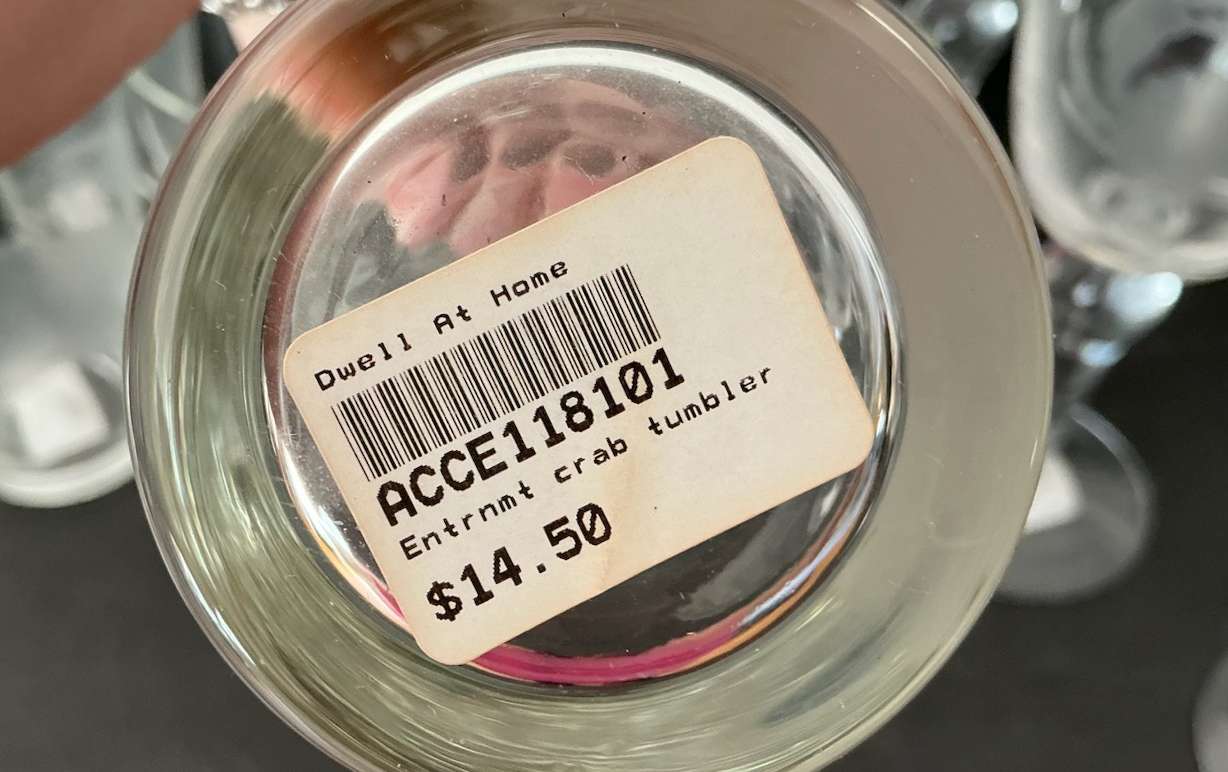 Dwell At Home
ACCE118101
Entrnmt crab tumbler
$14.50